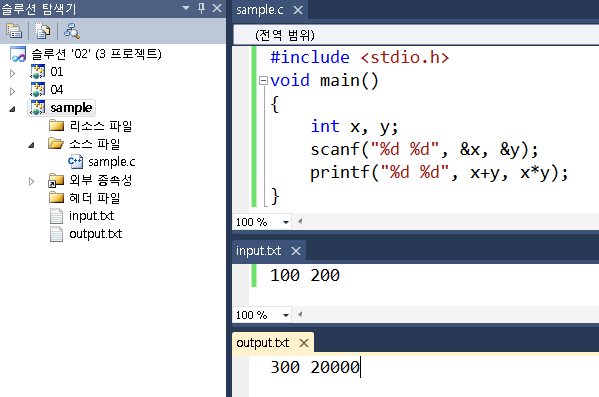 솔루션 탐색기
솔루션 '02' (3 프로젝트)
01
04
sample
리소스 파일
소스 파일
sample.c
외부 종속성
헤더 파일
input.txt
output.txt
sample.c
(전역 범위)
#include <stdio.h>
void main()
{
int x, y;
scanf("%d %d", &x, &y);
printf("%d %d", x+y, x*y);
}
100 %
input.txt
100 200
100 %
output.txt
300 20000